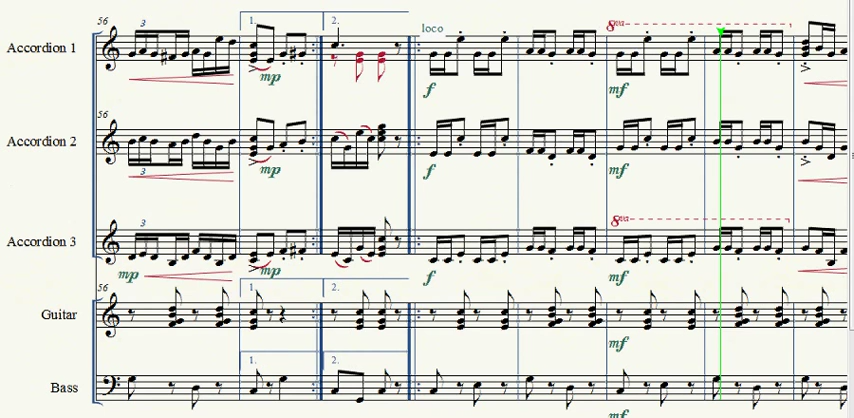 56
3
1.
2.
loco
8va
Accordion 1
mp
f
mf
Accordion 2
3
mp
f
mf
8va
Accordion 3
3
mp
mp
f
mf
56
1.
2.
Guitar
mf
1.
2.
Bass
mf